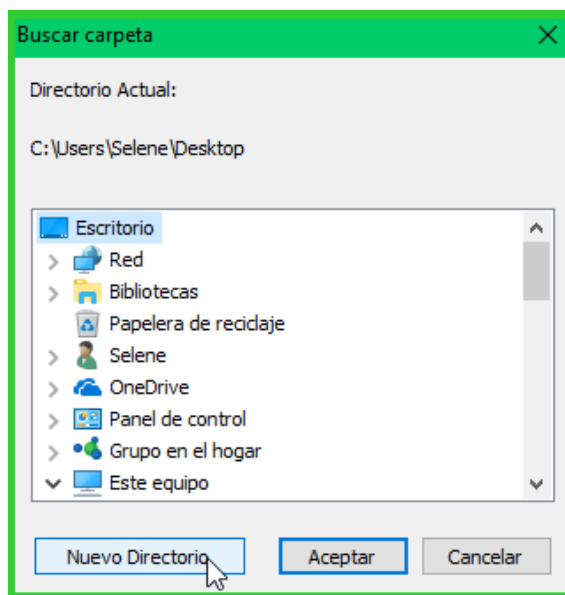 Buscar carpeta
Directorio Actual:
C:\Users\Selene\Desktop
Escritorio
Red
Bibliotecas
Papelera de reciclaje
Selene
OneDrive
Panel de control
Grupo en el hogar
Este equipo
Nuevo Directorio Aceptar Cancelar